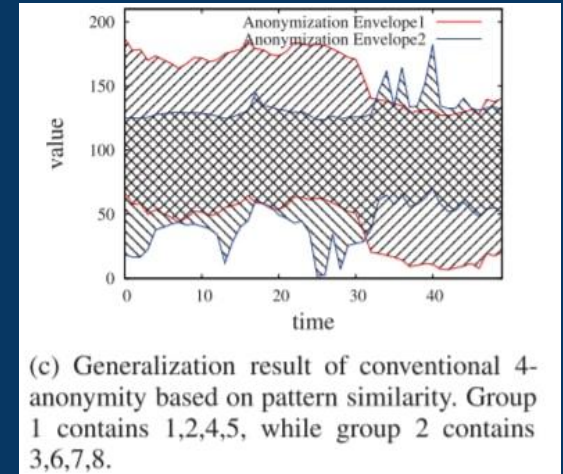 200
150
100
50
0
value
Anonymization Envelope1
Anonymization Envelope2
0 10 20 30 40
time
(c) Generalization result of conventional 4-
anonymity based on pattern similarity. Group
1 contains 1,2,4,5, while group 2 contains
3,6,7,8.